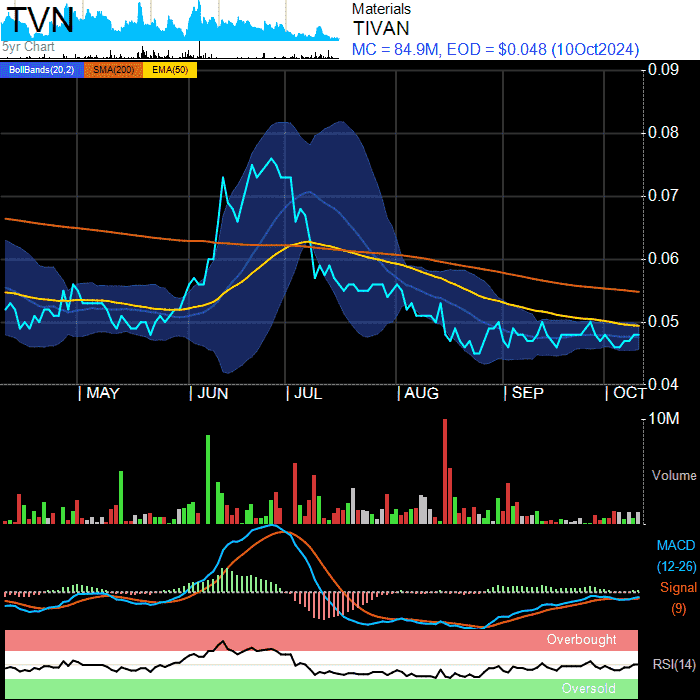 TVN
5yr Chart
Materials
TIVAN
MC = 84.9M, EOD = $0.048 (10Oct2024)
BollBands(20,2) SMA(200) EMA(50)
0.09
0.08
0.07
0.06
0.05
0.04
| MAY | JUN | JUL | AUG | SEP | OCT
10M
Volume
MACD
(12-26)
Signal
(9)
Overbought
RSI(14)
Oversold